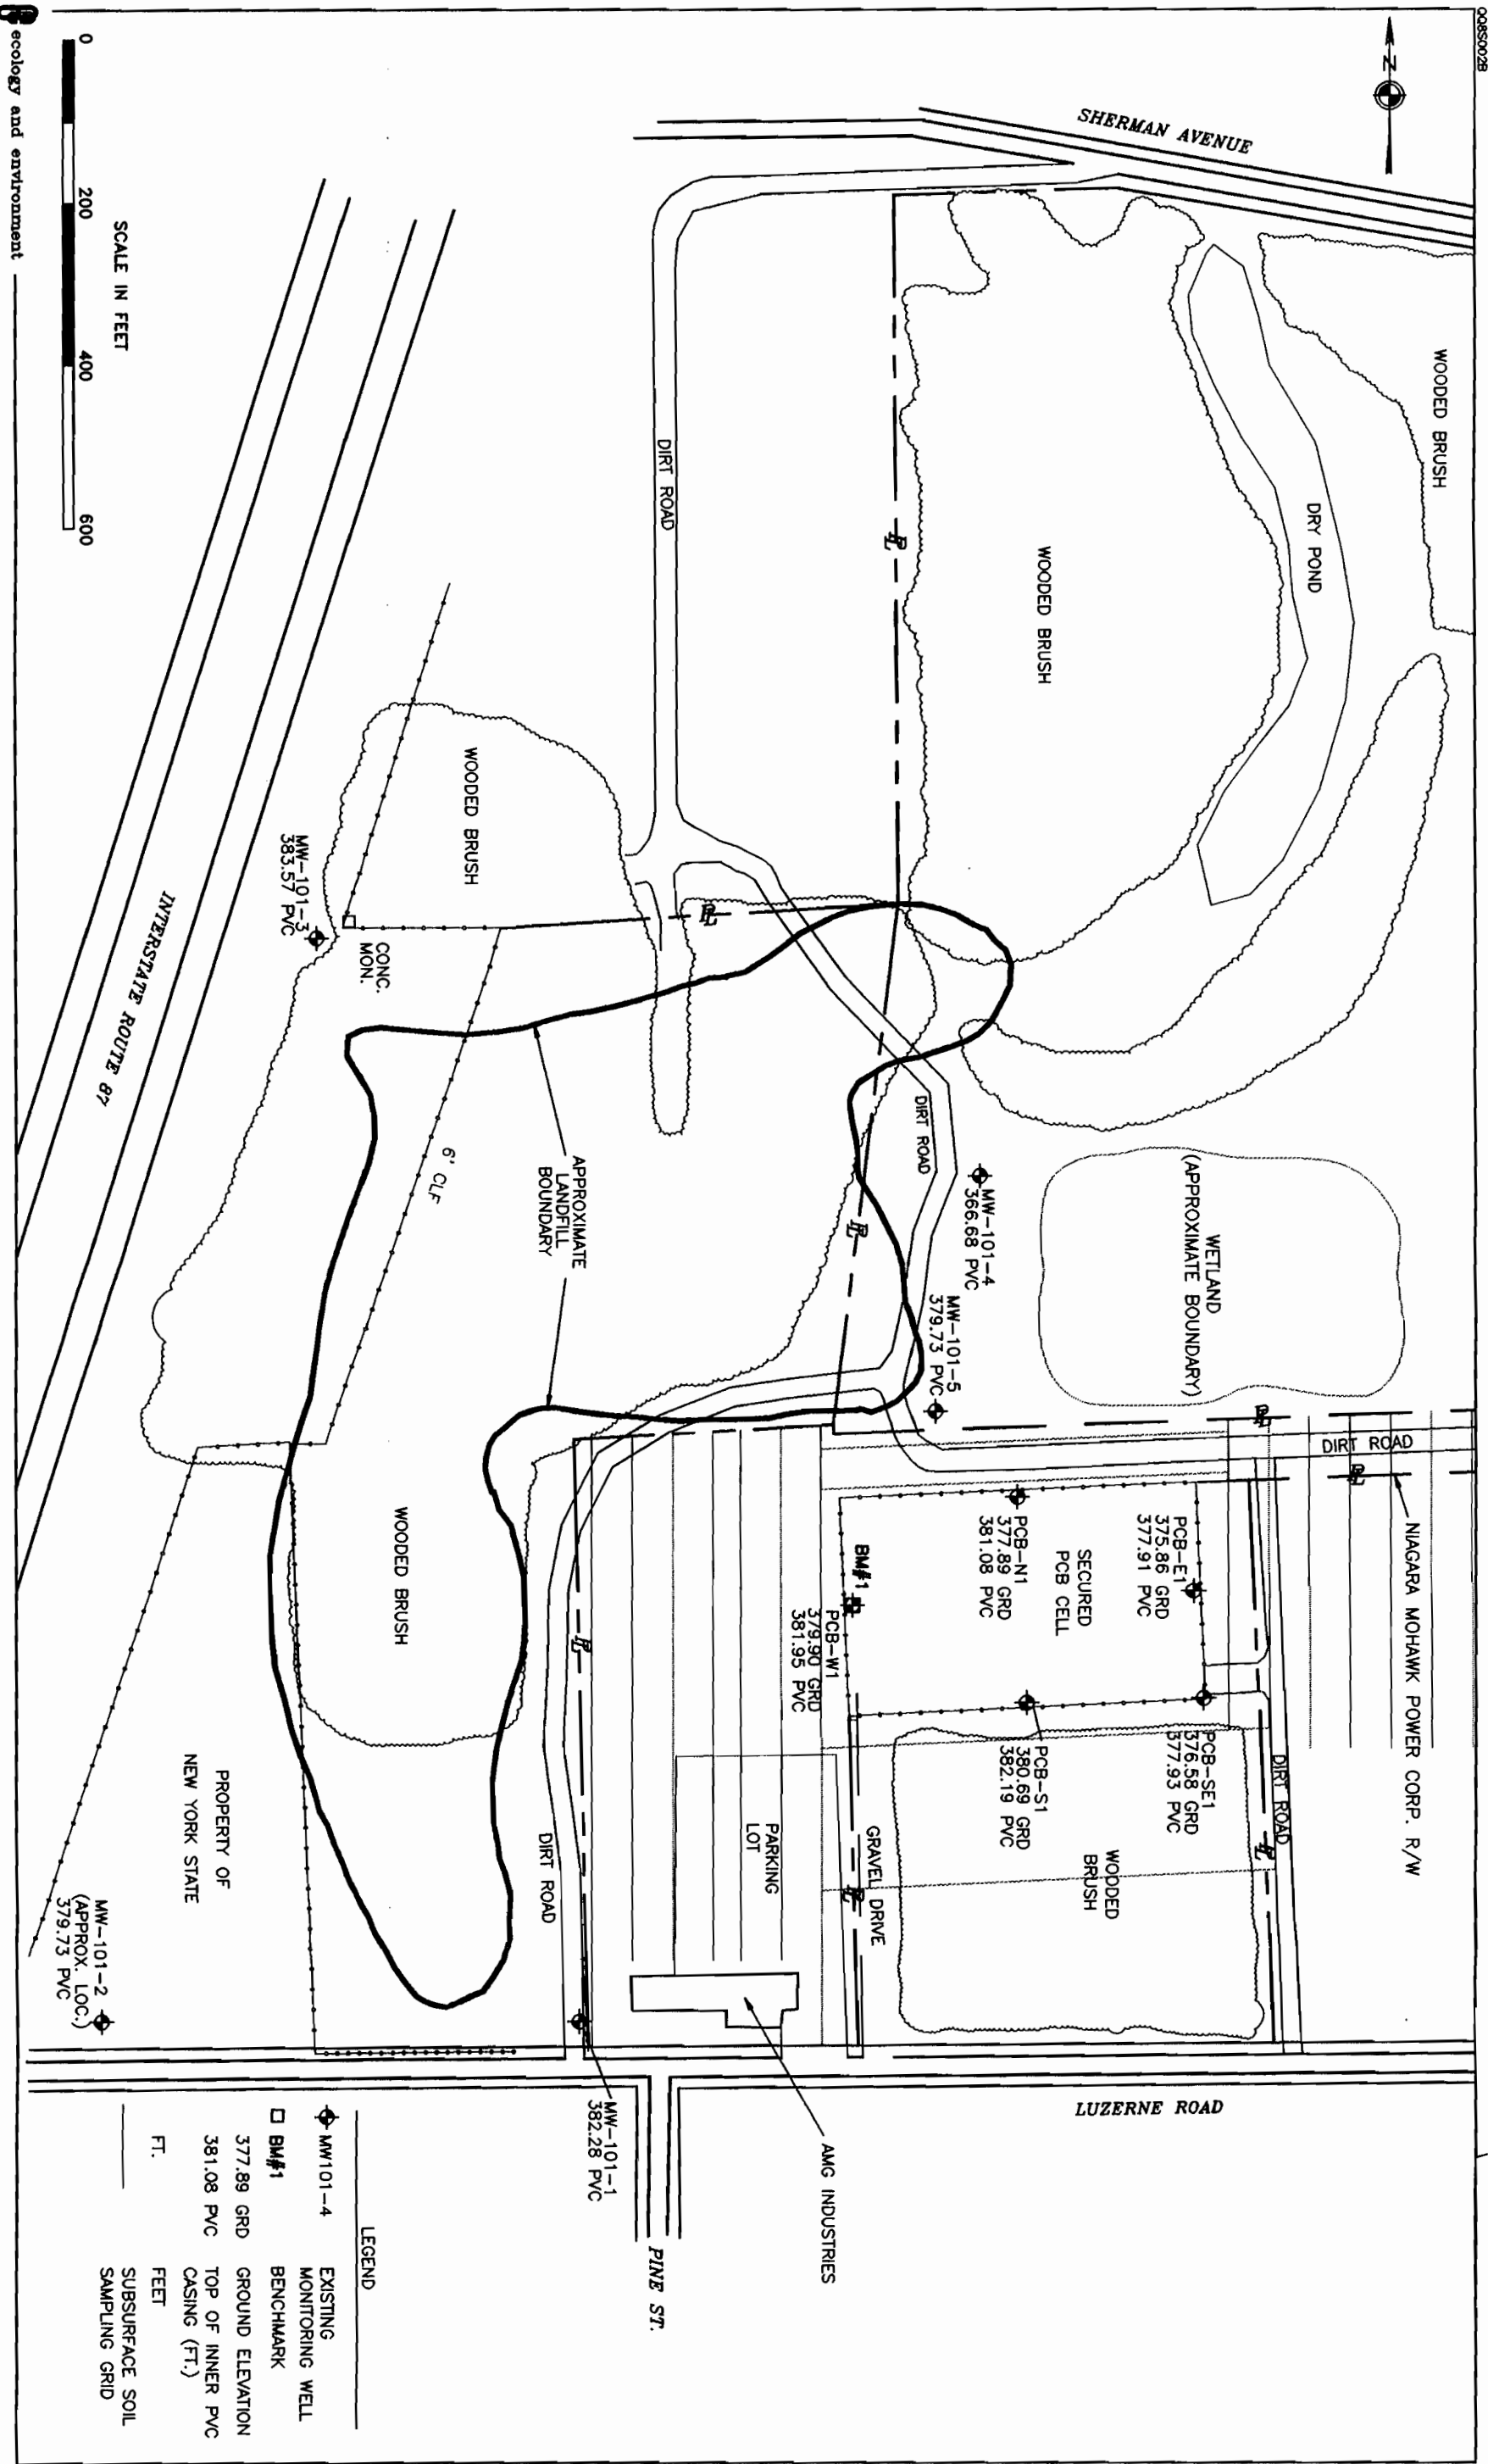 QQ8S002B
N
SHERMAN AVENUE
WOODED BRUSH
DRY POND
WOODED BRUSH
DIRT ROAD
PL
WOODED BRUSH
MW-101-3
383.57 PVC
CONC.
MON.
PL
INTERSTATE ROUTE 87
6' CLF
APPROXIMATE
LANDFILL
BOUNDARY
DIRT ROAD
MW-101-4
366.68 PVC
PL
MW-101-5
379.73 PVC
WETLAND
(APPROXIMATE BOUNDARY)
PL
DIRT ROAD
PL
NIAGARA MOHAWK POWER CORP. R/W
PCB-E1
375.86 GRD
377.91 PVC
PCB-N1
377.89 GRD
381.08 PVC
SECURED
PCB CELL
BM#1
PCB-W1
379.90 GRD
381.95 PVC
PCB-S1
380.69 GRD
382.19 PVC
PCB-SE1
376.58 GRD
377.93 PVC
DIRT ROAD
PL
WOODED
BRUSH
GRAVEL DRIVE
PL
PARKING
LOT
PL
WOODED BRUSH
DIRT ROAD
PROPERTY OF
NEW YORK STATE
MW-101-2
(APPROX. LOC.)
379.73 PVC
MW-101-1
382.28 PVC
AMG INDUSTRIES
LUZERNE ROAD
PINE ST.
LEGEND
MW101-4 EXISTING
MONITORING WELL
BM#1 BENCHMARK
377.89 GRD GROUND ELEVATION
381.08 PVC TOP OF INNER PVC
CASING (FT.)
FT. FEET
SUBSURFACE SOIL
SAMPLING GRID
0 200 400 600
SCALE IN FEET
ecology and environment